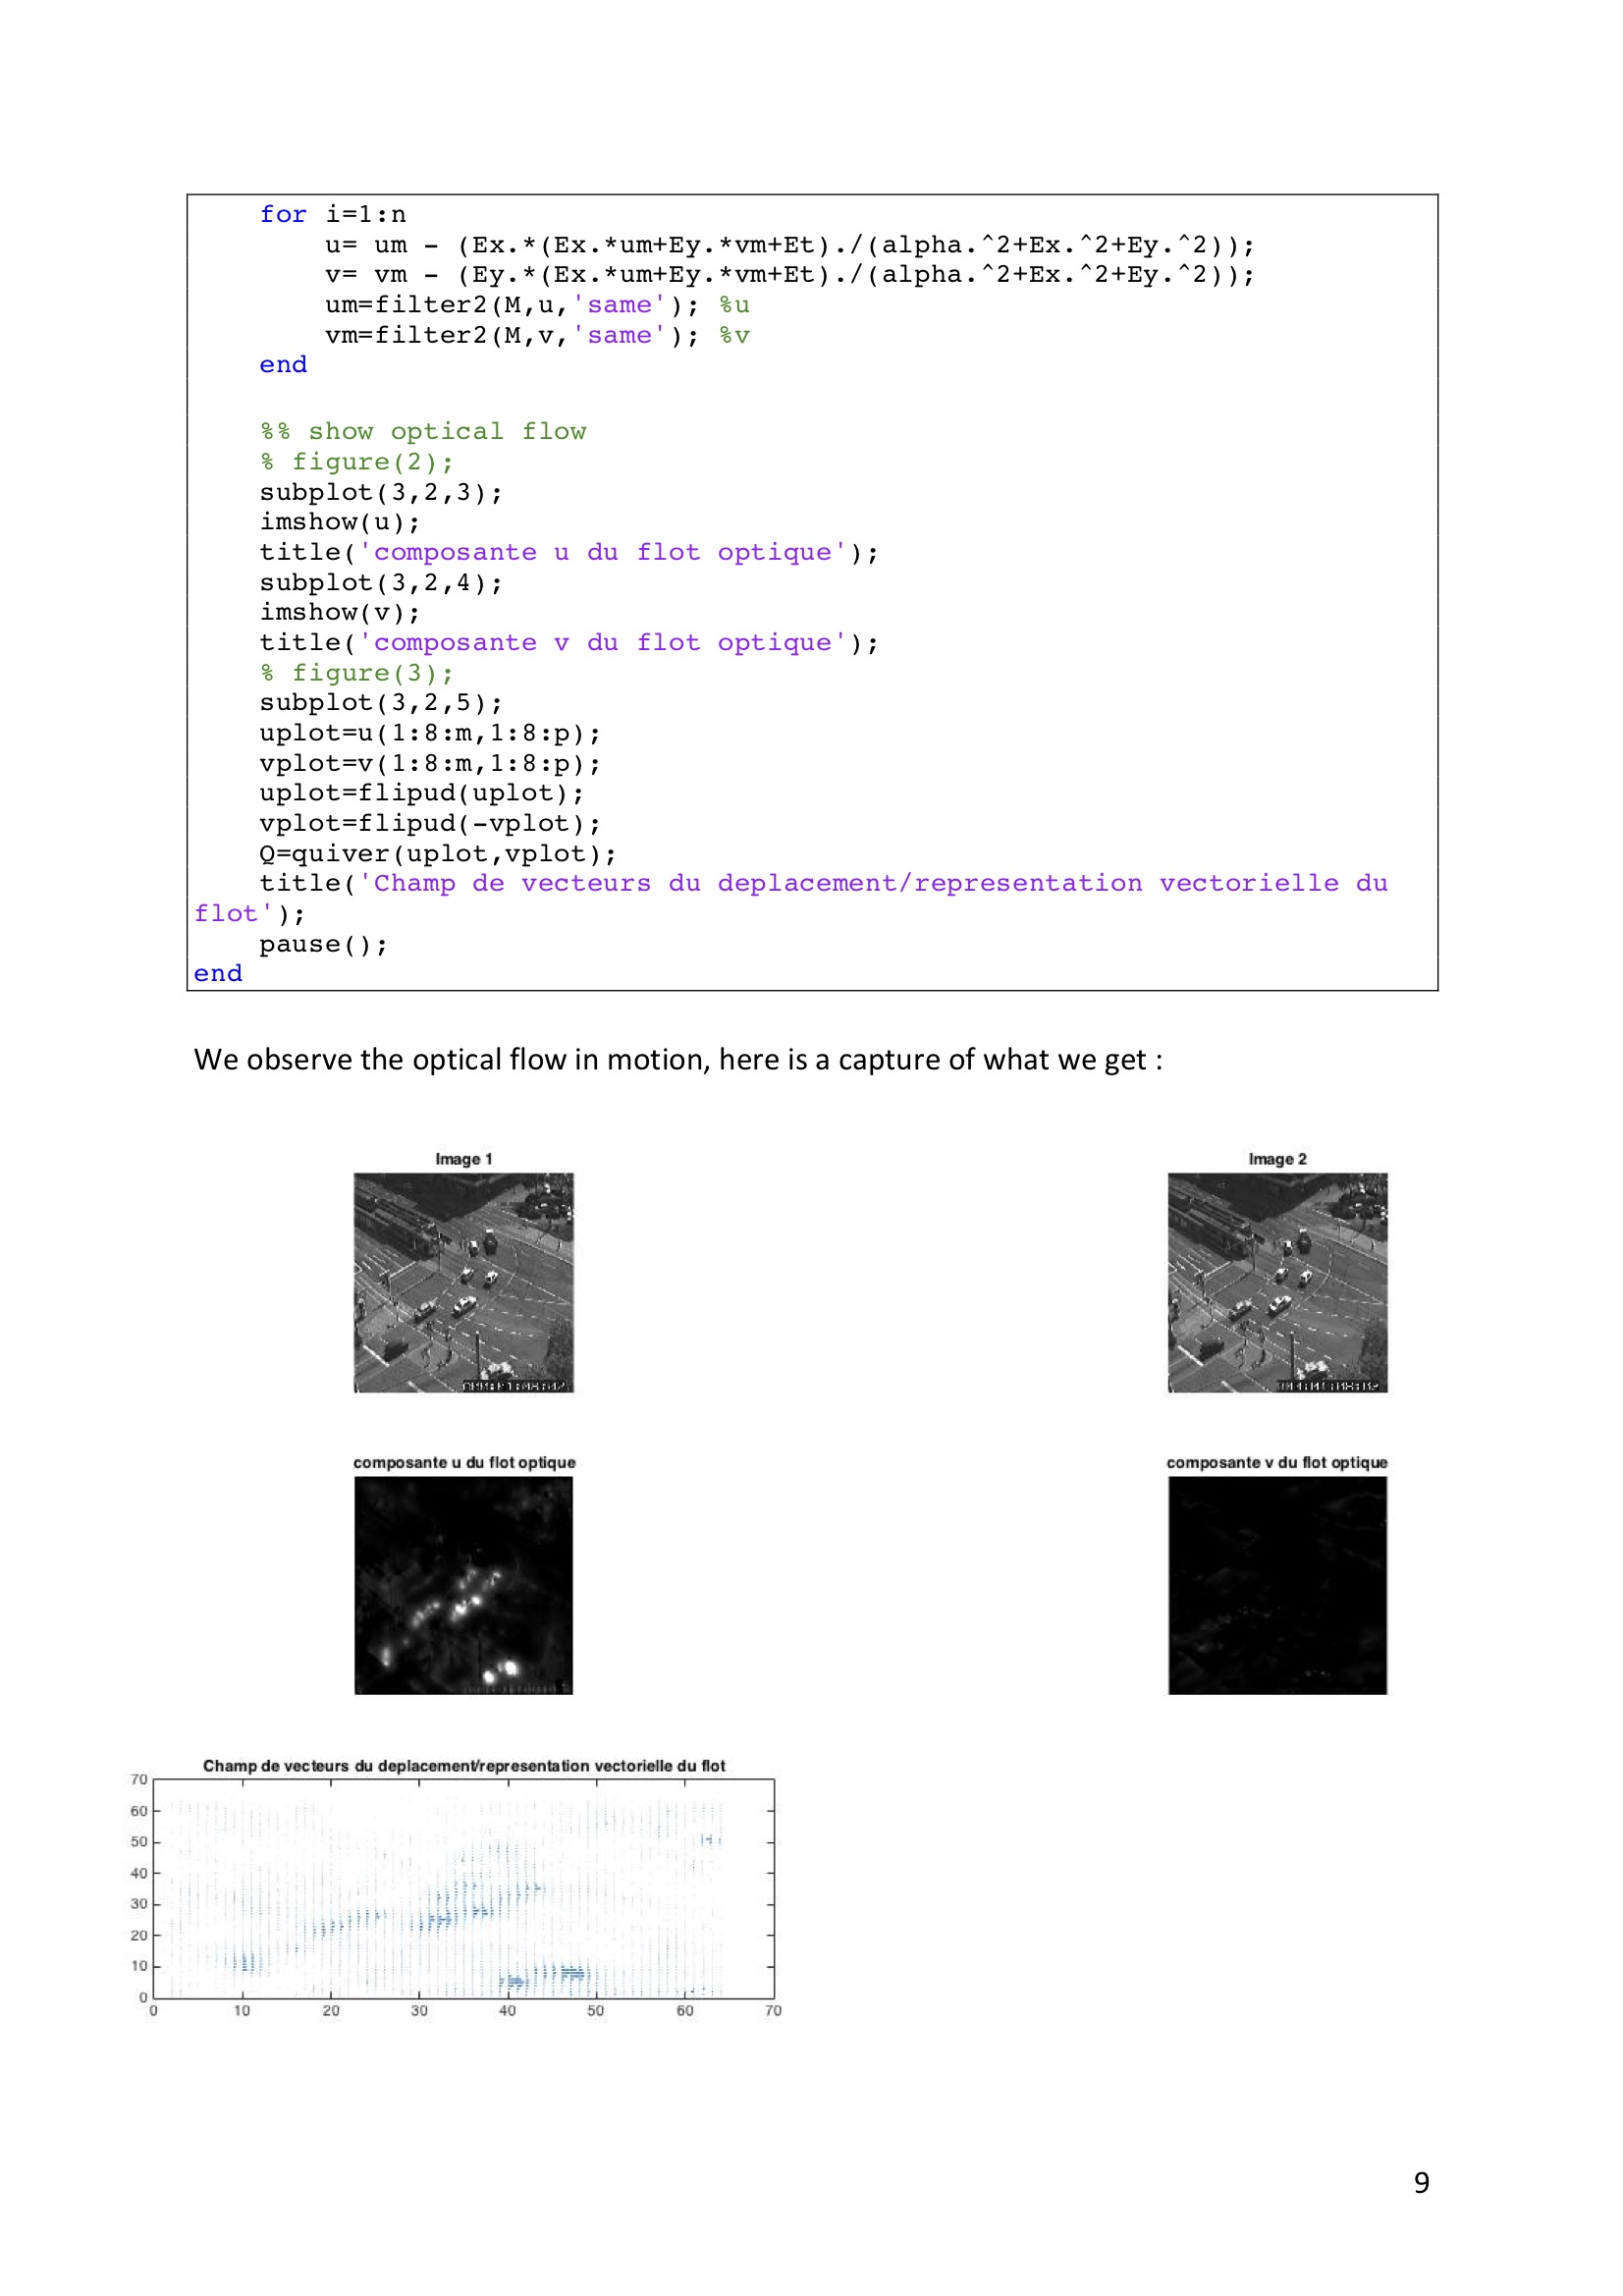 for i=1:n
u= um - (Ex.*(Ex.*um+Ey.*vm+Et)./(alpha.^2+Ex.^2+Ey.^2));
v= vm - (Ey.*(Ex.*um+Ey.*vm+Et)./(alpha.^2+Ex.^2+Ey.^2));
um=filter2(M,u,'same'); %u
vm=filter2(M,v,'same'); %v
end
%% show optical flow
% figure(2);
subplot(3,2,3);
imshow(u);
title('composante u du flot optique');
subplot(3,2,4);
imshow(v);
title('composante v du flot optique');
% figure(3);
subplot(3,2,5);
uplot=u(1:8:m,1:8:p);
vplot=v(1:8:m,1:8:p);
uplot=flipud(uplot);
vplot=flipud(-vplot);
Q=quiver(uplot,vplot);
title('Champ de vecteurs du deplacement/representation vectorielle du
flot');
pause();
end
We observe the optical flow in motion, here is a capture of what we get :
Image 1
Image 2
composante u du flot optique
composante v du flot optique
Champ de vecteurs du deplacement/representation vectorielle du flot
70
60
50
40
30
20
10
0
0 10 20 30 40 50 60 70
9